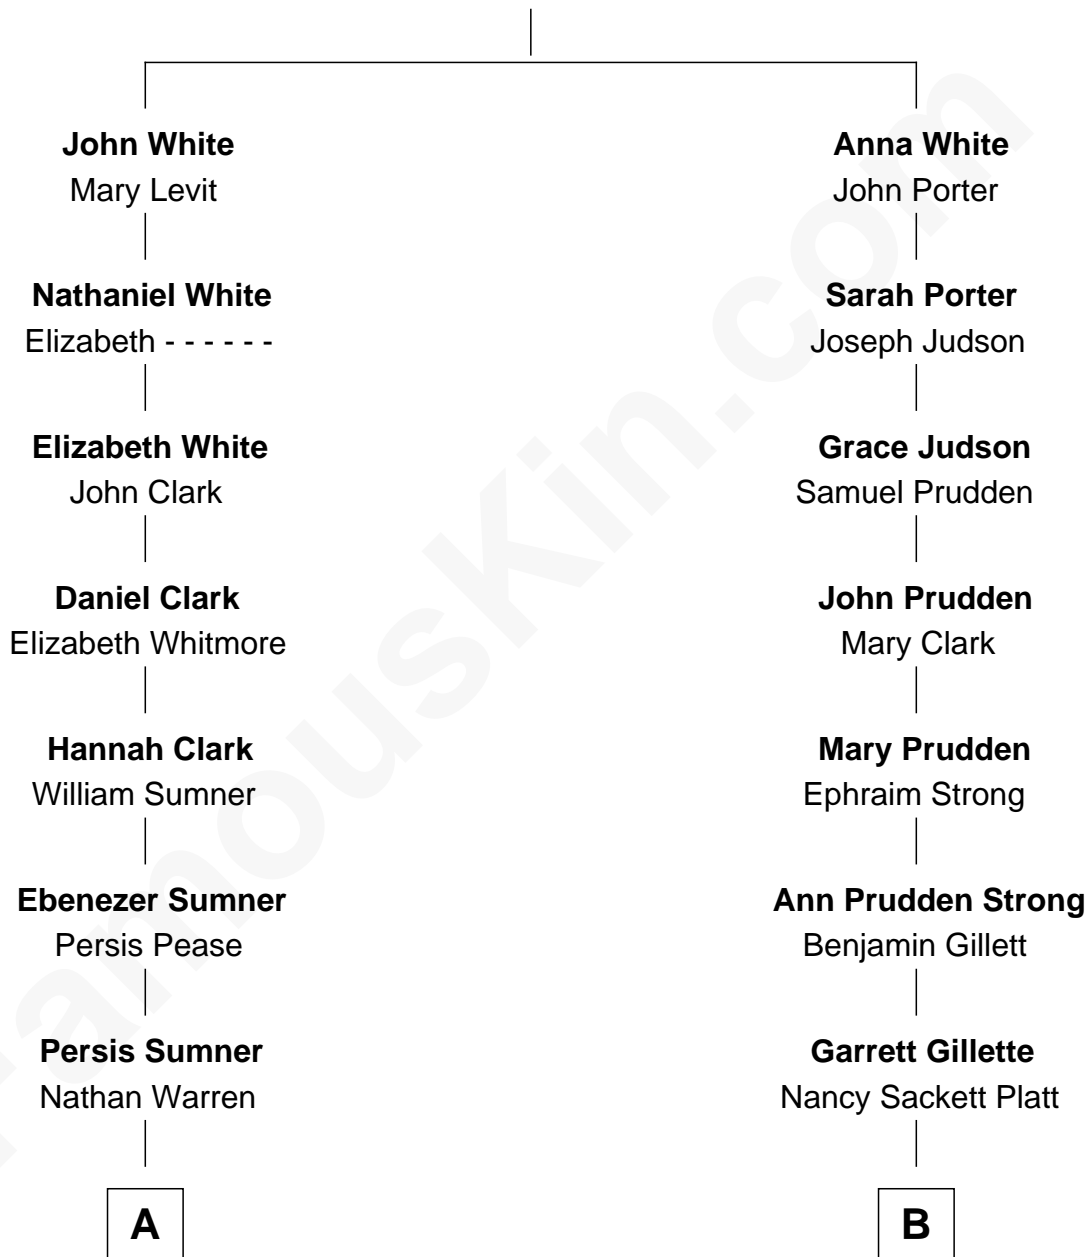 John White
Mary Levit
Nathaniel White
Elizabeth - - - - - -
Elizabeth White
John Clark
Daniel Clark
Elizabeth Whitmore
Hannah Clark
William Sumner
Ebenezer Sumner
Persis Pease
Persis Sumner
Nathan Warren
A
Anna White
John Porter
Sarah Porter
Joseph Judson
Grace Judson
Samuel Prudden
John Prudden
Mary Clark
Mary Prudden
Ephraim Strong
Ann Prudden Strong
Benjamin Gillett
Garrett Gillette
Nancy Sackett Platt
B
FamousKin.com